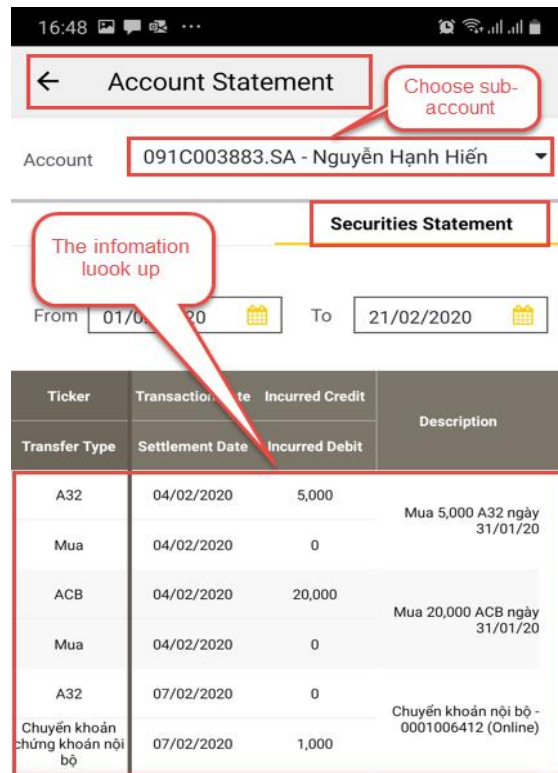 16:48
Account Statement
Choose sub-
account
Account
091C003883.SA - Nguyễn Hạnh Hiến
Securities Statement
The infomation
luook up
From
To
21/02/2020
Ticker
Transaction
Incurred Credit
Description
Transfer Type
Settlement Date
Incurred Debit
A32
04/02/2020
5,000
Mua 5,000 A32 ngày
31/01/20
Mua
04/02/2020
0
ACB
04/02/2020
20,000
Mua 20,000 ACB ngày
31/01/20
Mua
04/02/2020
0
A32
07/02/2020
0
Chuyển khoản nội bộ -
0001006412 (Online)
Chuyển khoản
chứng khoán nội
bộ
07/02/2020
1,000